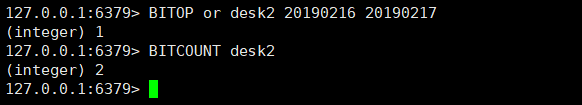 127.0.0.1:6379> BITOP or desk2 20190216 20190217
(integer) 1
127.0.0.1:6379> BITCOUNT desk2
(integer) 2
127.0.0.1:6379>